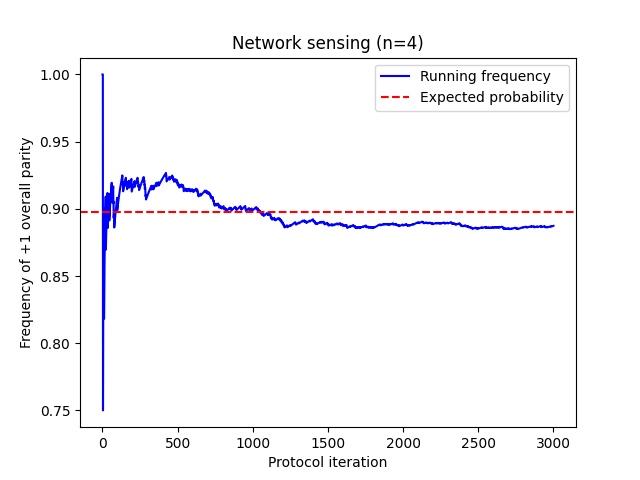 Network sensing (n=4)
1.00
0.95
0.90
0.85
0.80
0.75
Frequency of +1 overall parity
Running frequency
Expected probability
0
500
1000
1500
2000
2500
3000
Protocol iteration